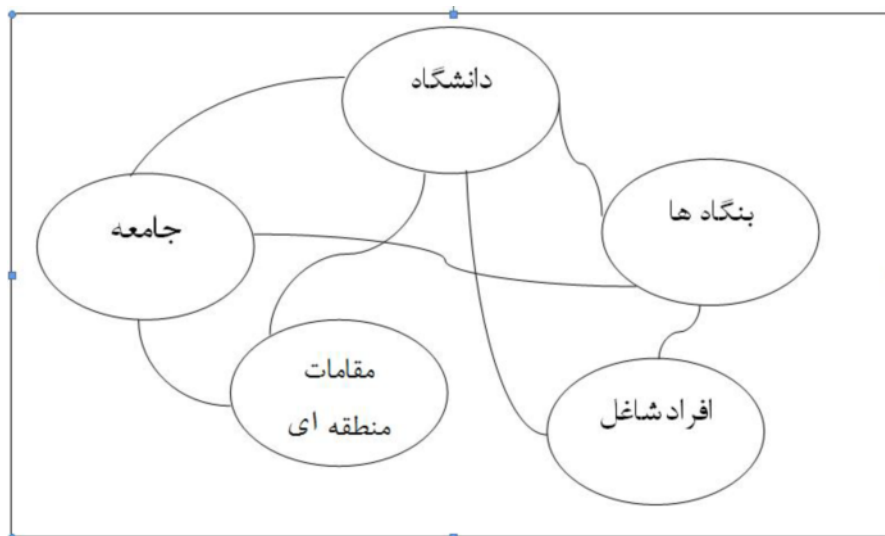 دانشگاه
بنگاه ها
جامعه
مقامات
منطقه ای
افراد شاغل